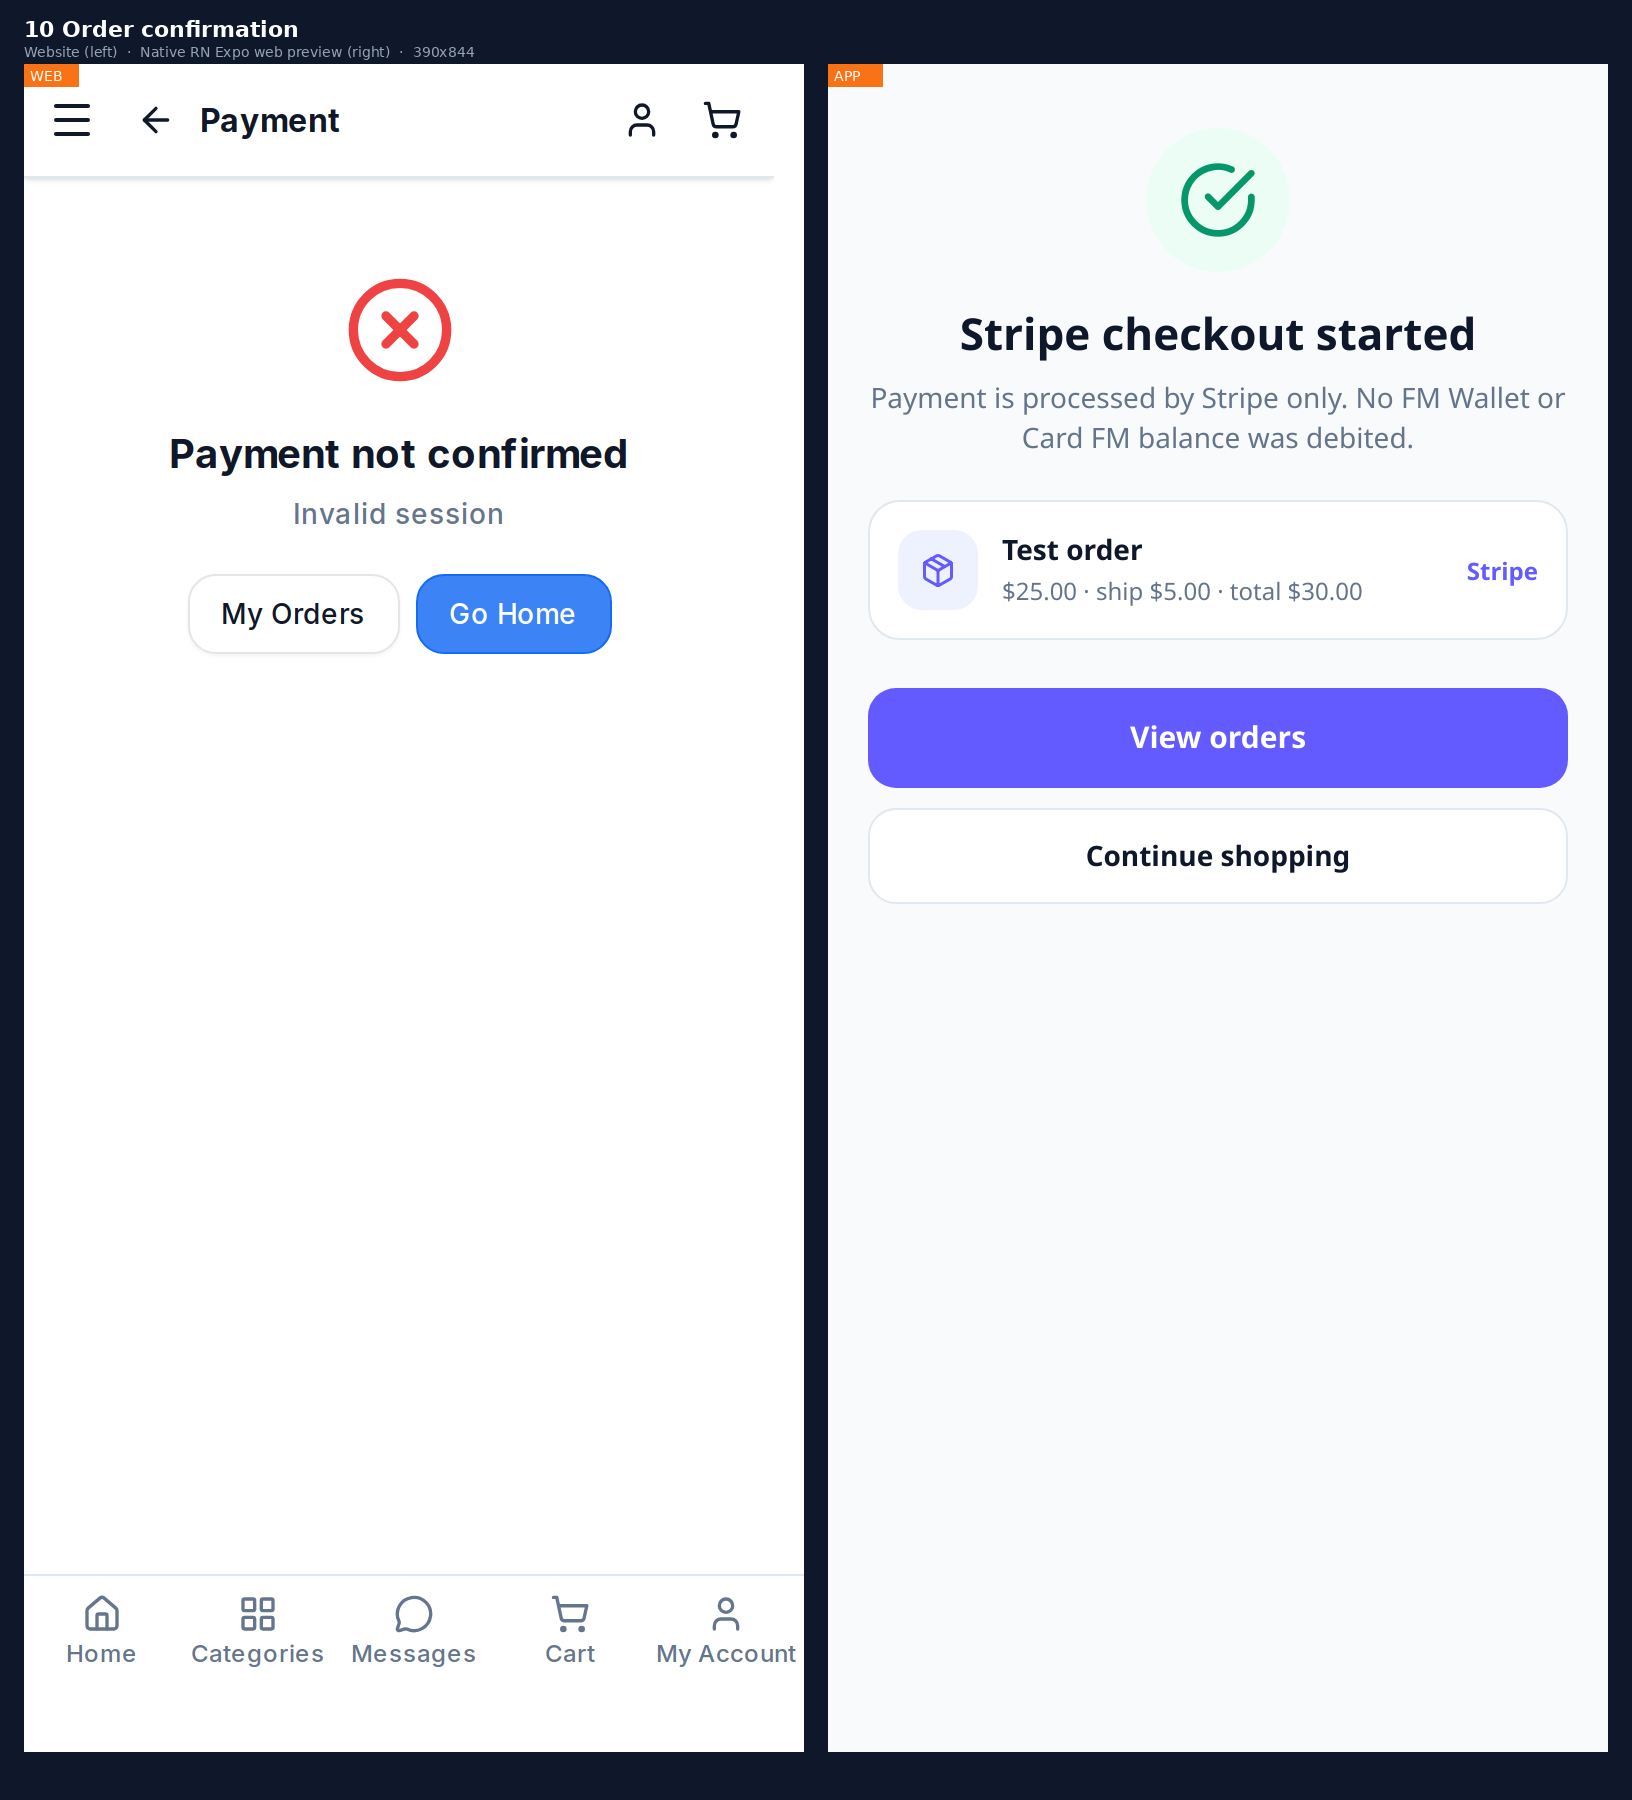 10 Order confirmation
Website (left) · Native RN Expo web preview (right) · 390x844
WEB
Payment
Payment not confirmed
Invalid session
My Orders
Go Home
Home
Categories
Messages
Cart
My Account
APP
Stripe checkout started
Payment is processed by Stripe only. No FM Wallet or
Card FM balance was debited.
Test order
$25.00 · ship $5.00 · total $30.00
Stripe
View orders
Continue shopping